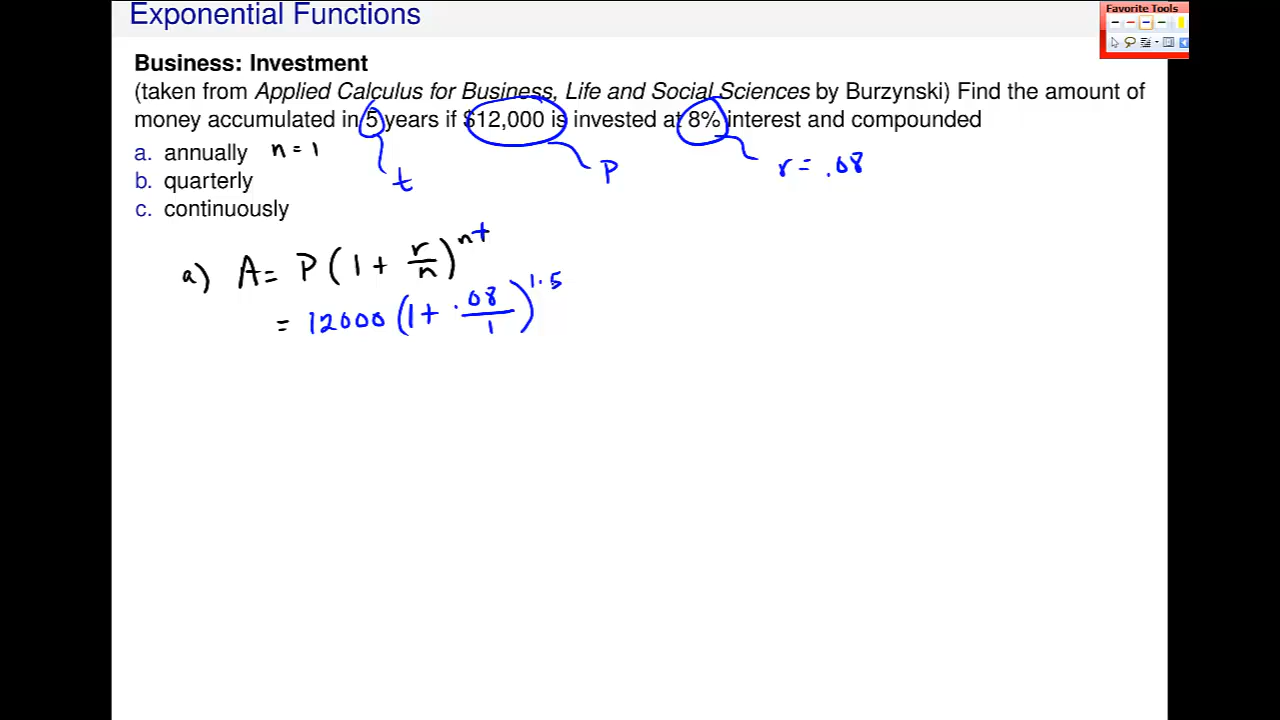 Exponential Functions
Favorite Tools
Business: Investment
(taken from Applied Calculus for Business, Life and Social Sciences by Burzynski) Find the amount of
money accumulated in 5 years if $12,000 is invested at 8% interest and compounded
a. annually n = 1
b. quarterly
c. continuously
t
P
r = .08
a) A = P(1 + r/n)^nt
= 12000(1 + .08/1)^1·5